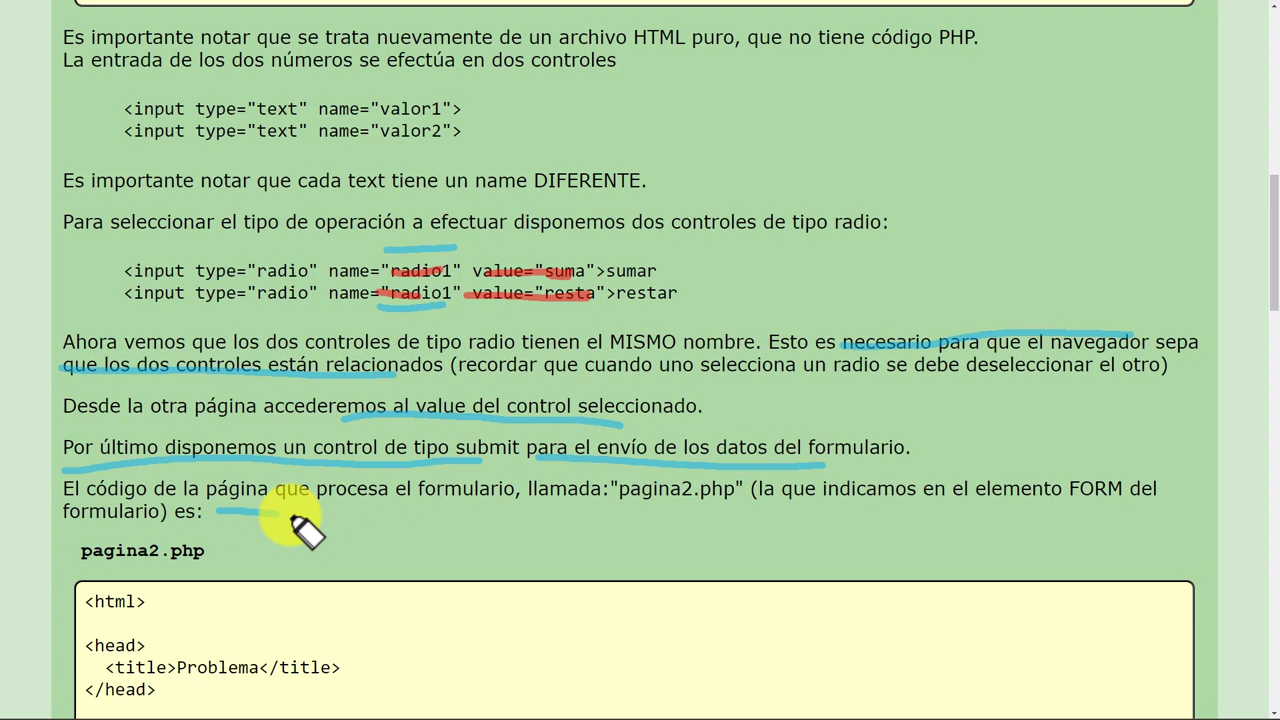 Es importante notar que se trata nuevamente de un archivo HTML puro, que no tiene código PHP.
La entrada de los dos números se efectúa en dos controles
<input type="text" name="valor1">
<input type="text" name="valor2">
Es importante notar que cada text tiene un name DIFERENTE.
Para seleccionar el tipo de operación a efectuar disponemos dos controles de tipo radio:
<input type="radio" name="radio1" value="suma">sumar
<input type="radio" name="radio1" value="resta">restar
Ahora vemos que los dos controles de tipo radio tienen el MISMO nombre. Esto es necesario para que el navegador sepa
que los dos controles están relacionados (recordar que cuando uno selecciona un radio se debe deseleccionar el otro)
Desde la otra página accederemos al value del control seleccionado.
Por último disponemos un control de tipo submit para el envío de los datos del formulario.
El código de la página que procesa el formulario, llamada:"pagina2.php" (la que indicamos en el elemento FORM del
formulario) es:
pagina2.php
<html>
<head>
<title>Problema</title>
</head>